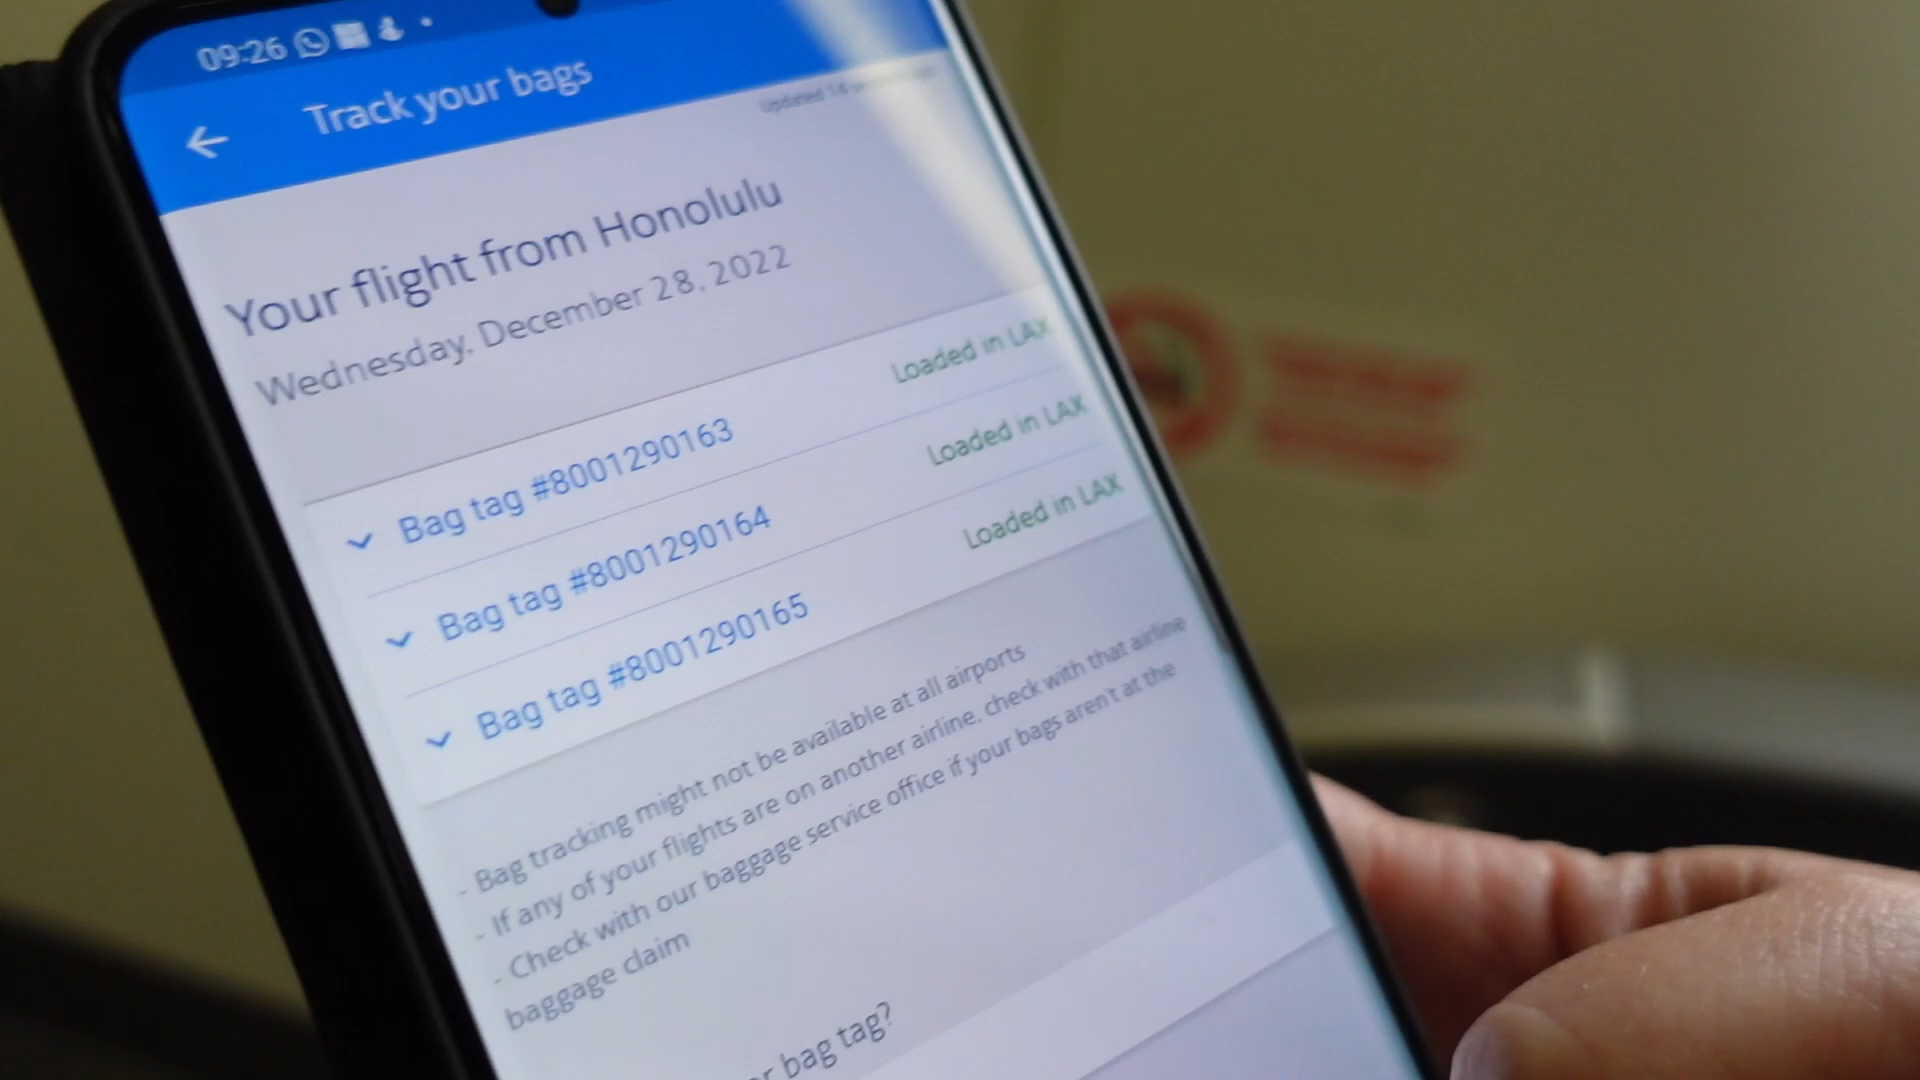 09:26
Track your bags
Updated 14
Your flight from Honolulu
Wednesday, December 28, 2022
Bag tag #8001290163 Loaded in LAX
Bag tag #8001290164 Loaded in LAX
Bag tag #8001290165 Loaded in LAX
- Bag tracking might not be available at all airports
- If any of your flights are on another airline, check with that airline
- Check with our baggage service office if your bags aren't at the
baggage claim
bag tag?